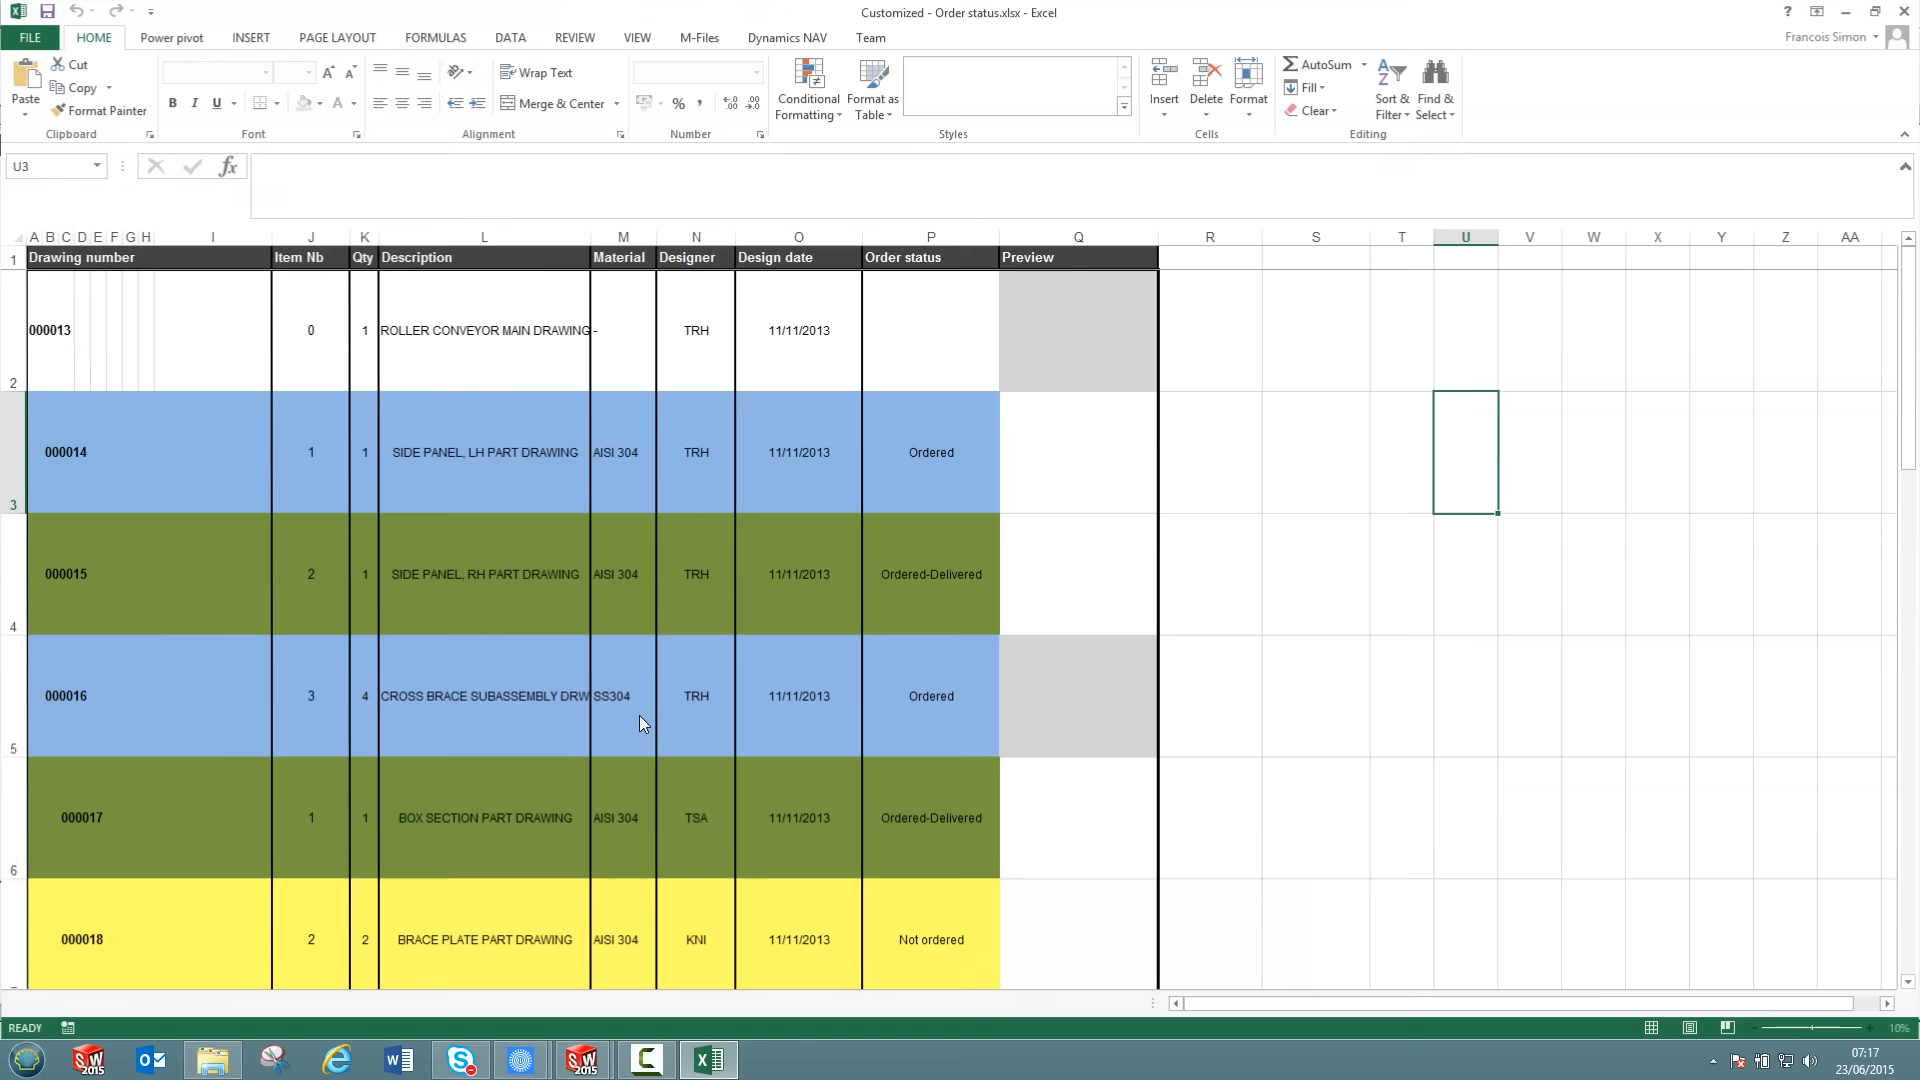 Customized - Order status.xlsx - Excel
FILE HOME Power pivot INSERT PAGE LAYOUT FORMULAS DATA REVIEW VIEW M-Files Dynamics NAV Team Francois Simon
Cut
Copy
Format Painter
Paste
Wrap Text
Merge & Center
Conditional Formatting
Format as Table
Insert Delete Format
AutoSum
Fill
Clear
Sort & Filter
Find & Select
Clipboard Font Alignment Number Styles Cells Editing
U3
A B C D E F G H I J K L M N O P Q R S T U V W X Y Z AA
1 Drawing number Item Nb Qty Description Material Designer Design date Order status Preview
000013 0 1 ROLLER CONVEYOR MAIN DRAWING - TRH 11/11/2013
2
000014 1 1 SIDE PANEL, LH PART DRAWING AISI 304 TRH 11/11/2013 Ordered
3
000015 2 1 SIDE PANEL, RH PART DRAWING AISI 304 TRH 11/11/2013 Ordered-Delivered
4
000016 3 4 CROSS BRACE SUBASSEMBLY DRW SS304 TRH 11/11/2013 Ordered
5
000017 1 1 BOX SECTION PART DRAWING AISI 304 TSA 11/11/2013 Ordered-Delivered
6
000018 2 2 BRACE PLATE PART DRAWING AISI 304 KNI 11/11/2013 Not ordered
READY 10%
07:17
23/06/2015